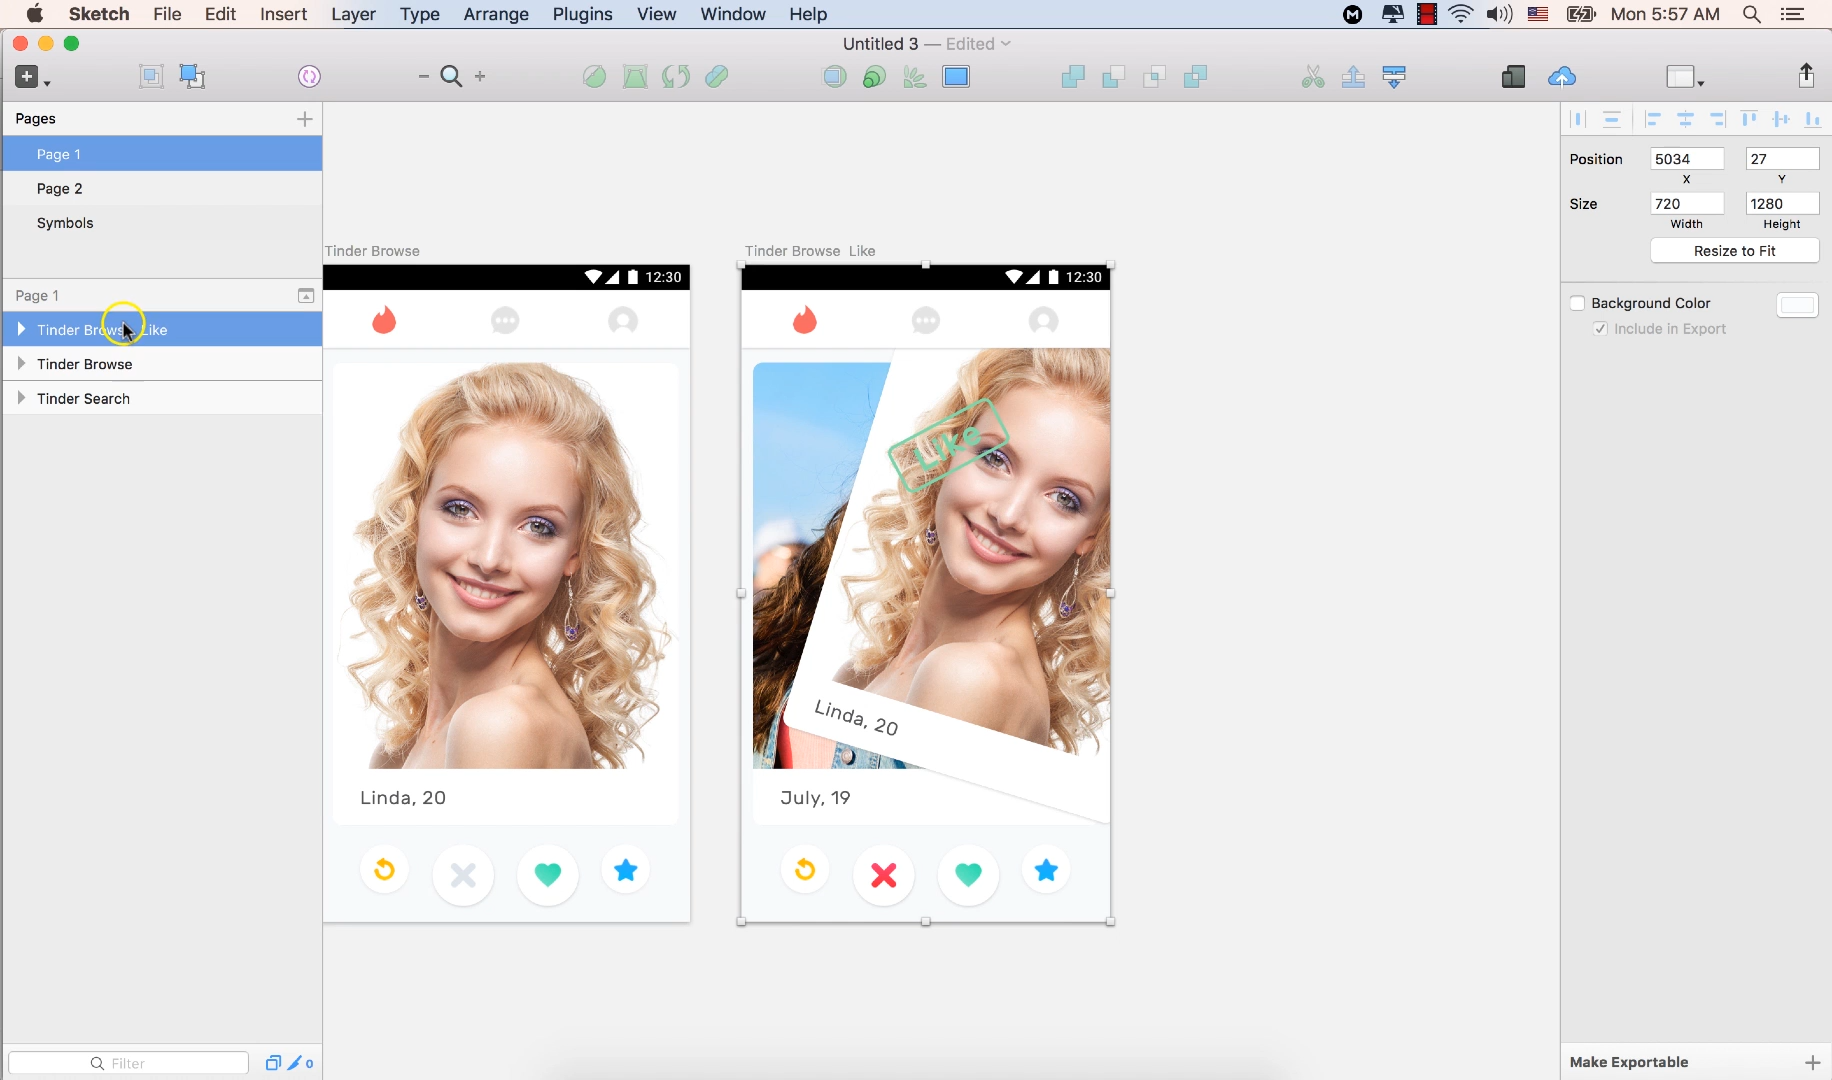 Sketch File Edit Insert Layer Type Arrange Plugins View Window Help M Mon 5:57 AM
Untitled 3 — Edited
Pages
Page 1
Page 2
Symbols
Page 1
Tinder Browse Like
Tinder Browse
Tinder Search
Filter
0
Tinder Browse
12:30
Linda, 20
Tinder Browse Like
12:30
Like
Linda, 20
July, 19
Position 5034 27
X Y
Size 720 1280
Width Height
Resize to Fit
Background Color
Include in Export
Make Exportable